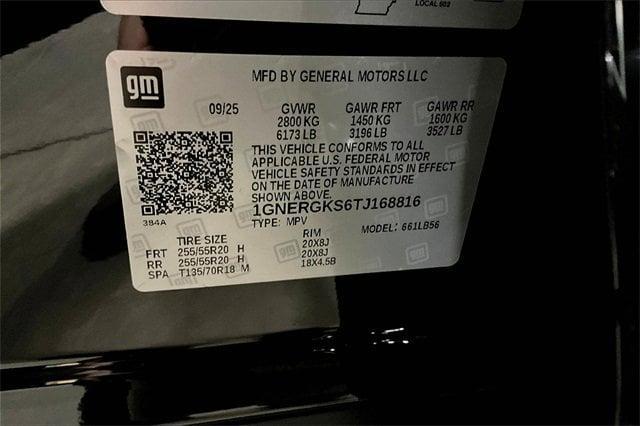 LOCAL 602
gm
MFD BY GENERAL MOTORS LLC
09/25 GVWR GAWR FRT GAWR RR
2800 KG 1450 KG 1600 KG
6173 LB 3196 LB 3527 LB
THIS VEHICLE CONFORMS TO ALL
APPLICABLE U.S. FEDERAL MOTOR
VEHICLE SAFETY STANDARDS IN EFFECT
ON THE DATE OF MANUFACTURE
SHOWN ABOVE.
1GNERGKS6TJ168816
384A
TYPE: MPV MODEL: 661LB56
TIRE SIZE RIM
FRT 255/55R20 H 20X8J
RR 255/55R20 H 20X8J
SPA T135/70R18 M 18X4.5B